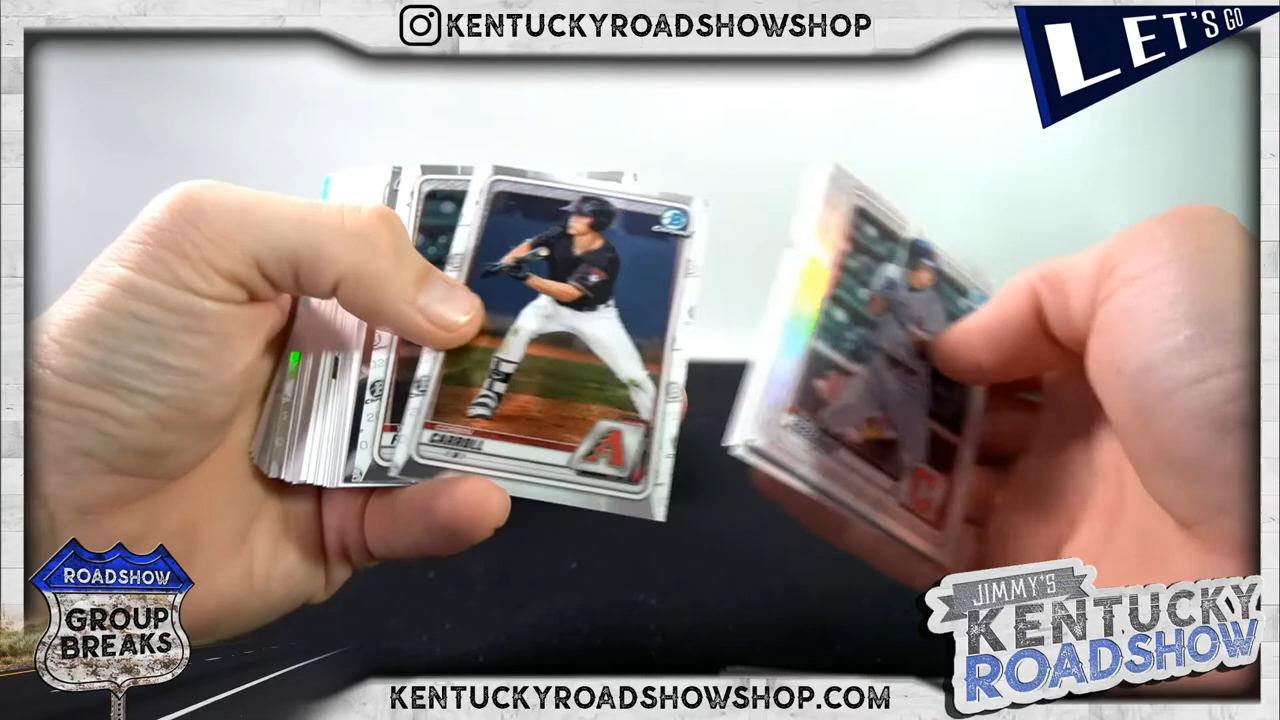 KENTUCKYROADSHOWSHOP
LET'S GO
CARROLL
A
ROADSHOW
GROUP
BREAKS
JIMMY'S
KENTUCKY
ROADSHOW
KENTUCKYROADSHOWSHOP.COM